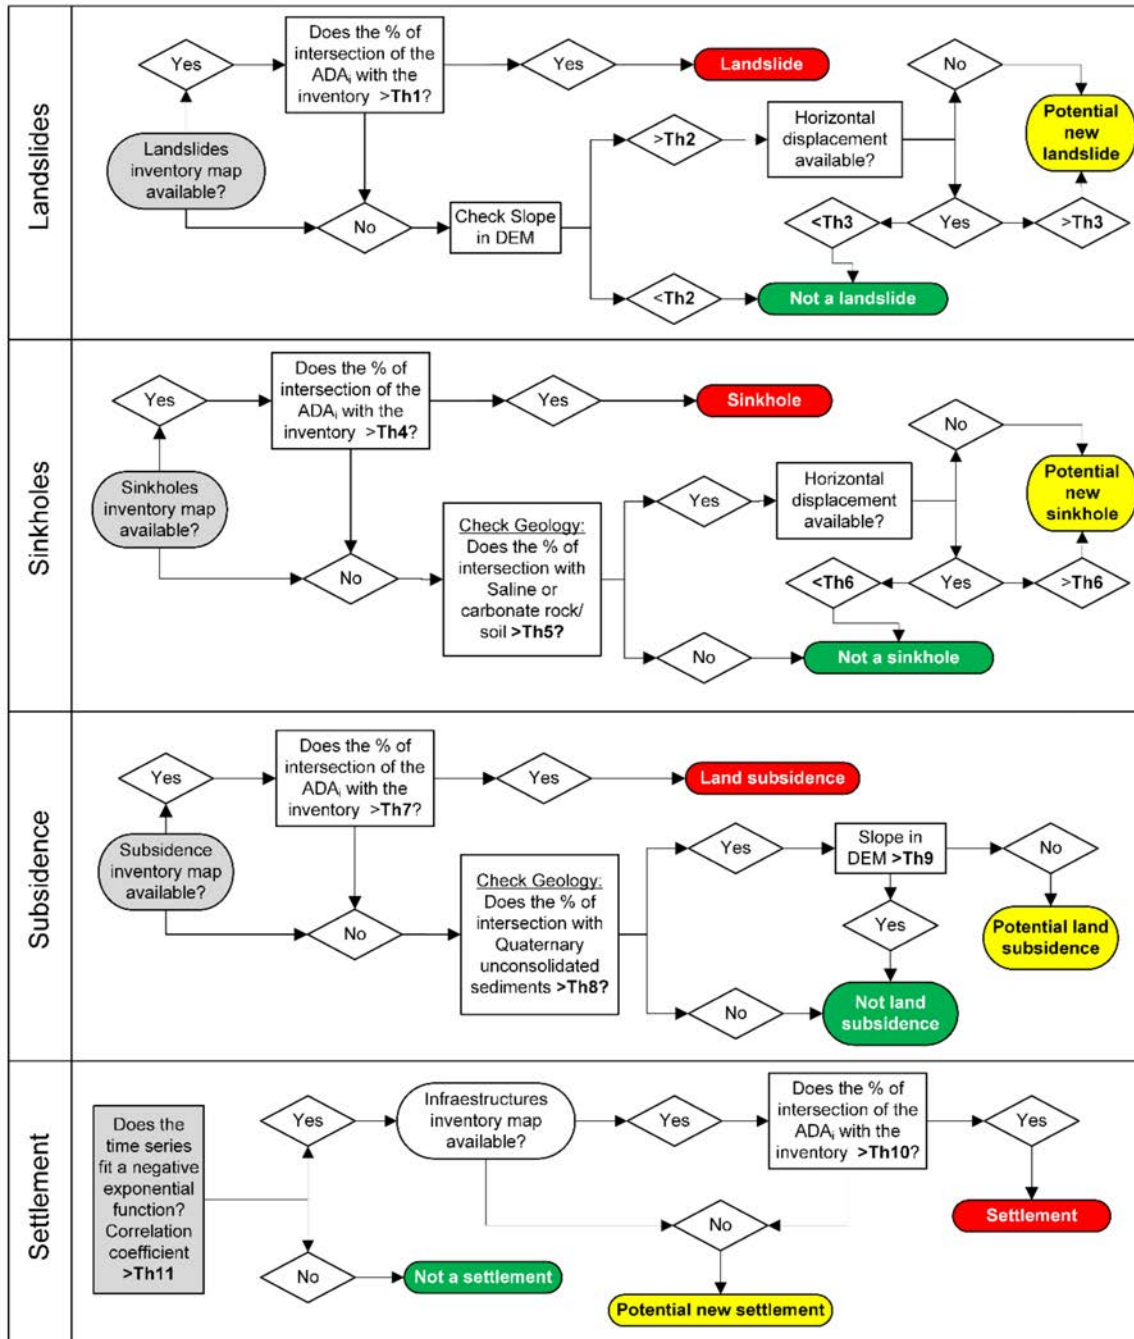 Landslides
Does the % of
intersection of the
ADAi with the
inventory >Th1?
Yes
Yes
Landslide
No
Potential
new
landslide
Landslides
inventory map
available?
>Th2
Horizontal
displacement
available?
No
Check Slope
in DEM
<Th3
Yes
>Th3
<Th2
Not a landslide
Sinkholes
Does the % of
intersection of the
ADAi with the
inventory >Th4?
Yes
Yes
Sinkhole
No
Potential
new
sinkhole
Sinkholes
inventory map
available?
Yes
Horizontal
displacement
available?
Check Geology:
Does the % of
intersection with
Saline or
carbonate rock/
soil >Th5?
No
<Th6
Yes
>Th6
No
Not a sinkhole
Subsidence
Does the % of
intersection of the
ADAi with the
inventory >Th7?
Yes
Yes
Land subsidence
Subsidence
inventory map
available?
Yes
Slope in
DEM >Th9
No
Check Geology:
Does the % of
intersection with
Quaternary
unconsolidated
sediments >Th8?
No
Yes
Potential land
subsidence
No
Not land
subsidence
Settlement
Does the
time series
fit a negative
exponential
function?
Correlation
coefficient
>Th11
Yes
Infraestructures
inventory map
available?
Yes
Does the % of
intersection of the
ADAi with the
inventory >Th10?
Yes
No
Settlement
No
Not a settlement
Potential new settlement